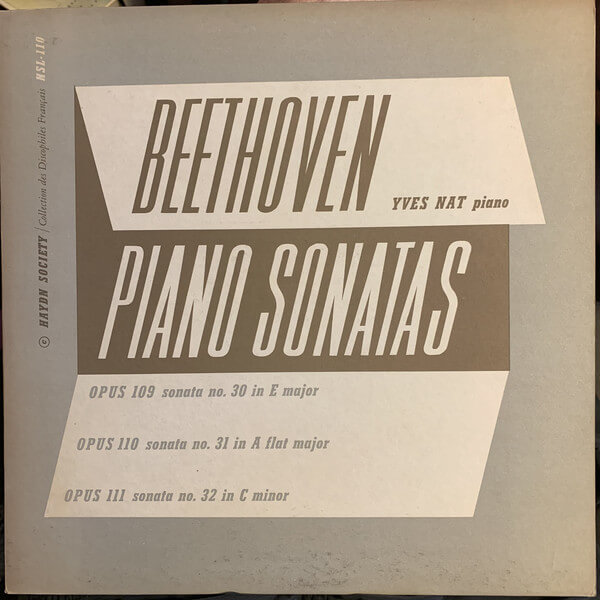 © HAYDN SOCIETY / Collection des Discophiles Français HSL-110
BEETHOVEN
YVES NAT piano
PIANO SONATAS
OPUS 109 sonata no. 30 in E major
OPUS 110 sonata no. 31 in A flat major
OPUS 111 sonata no. 32 in C minor